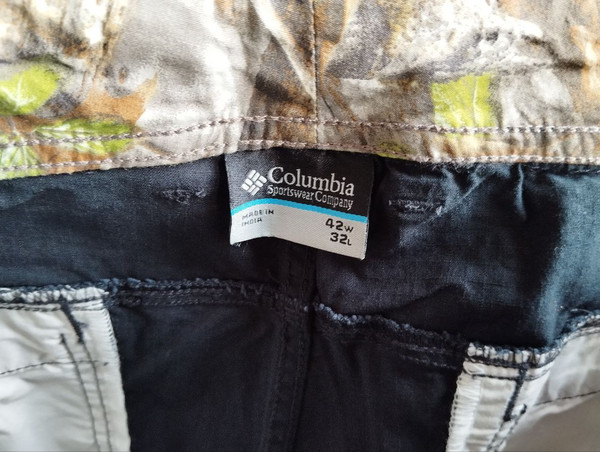 Columbia
Sportswear Company
MADE IN
INDIA
42W
32L